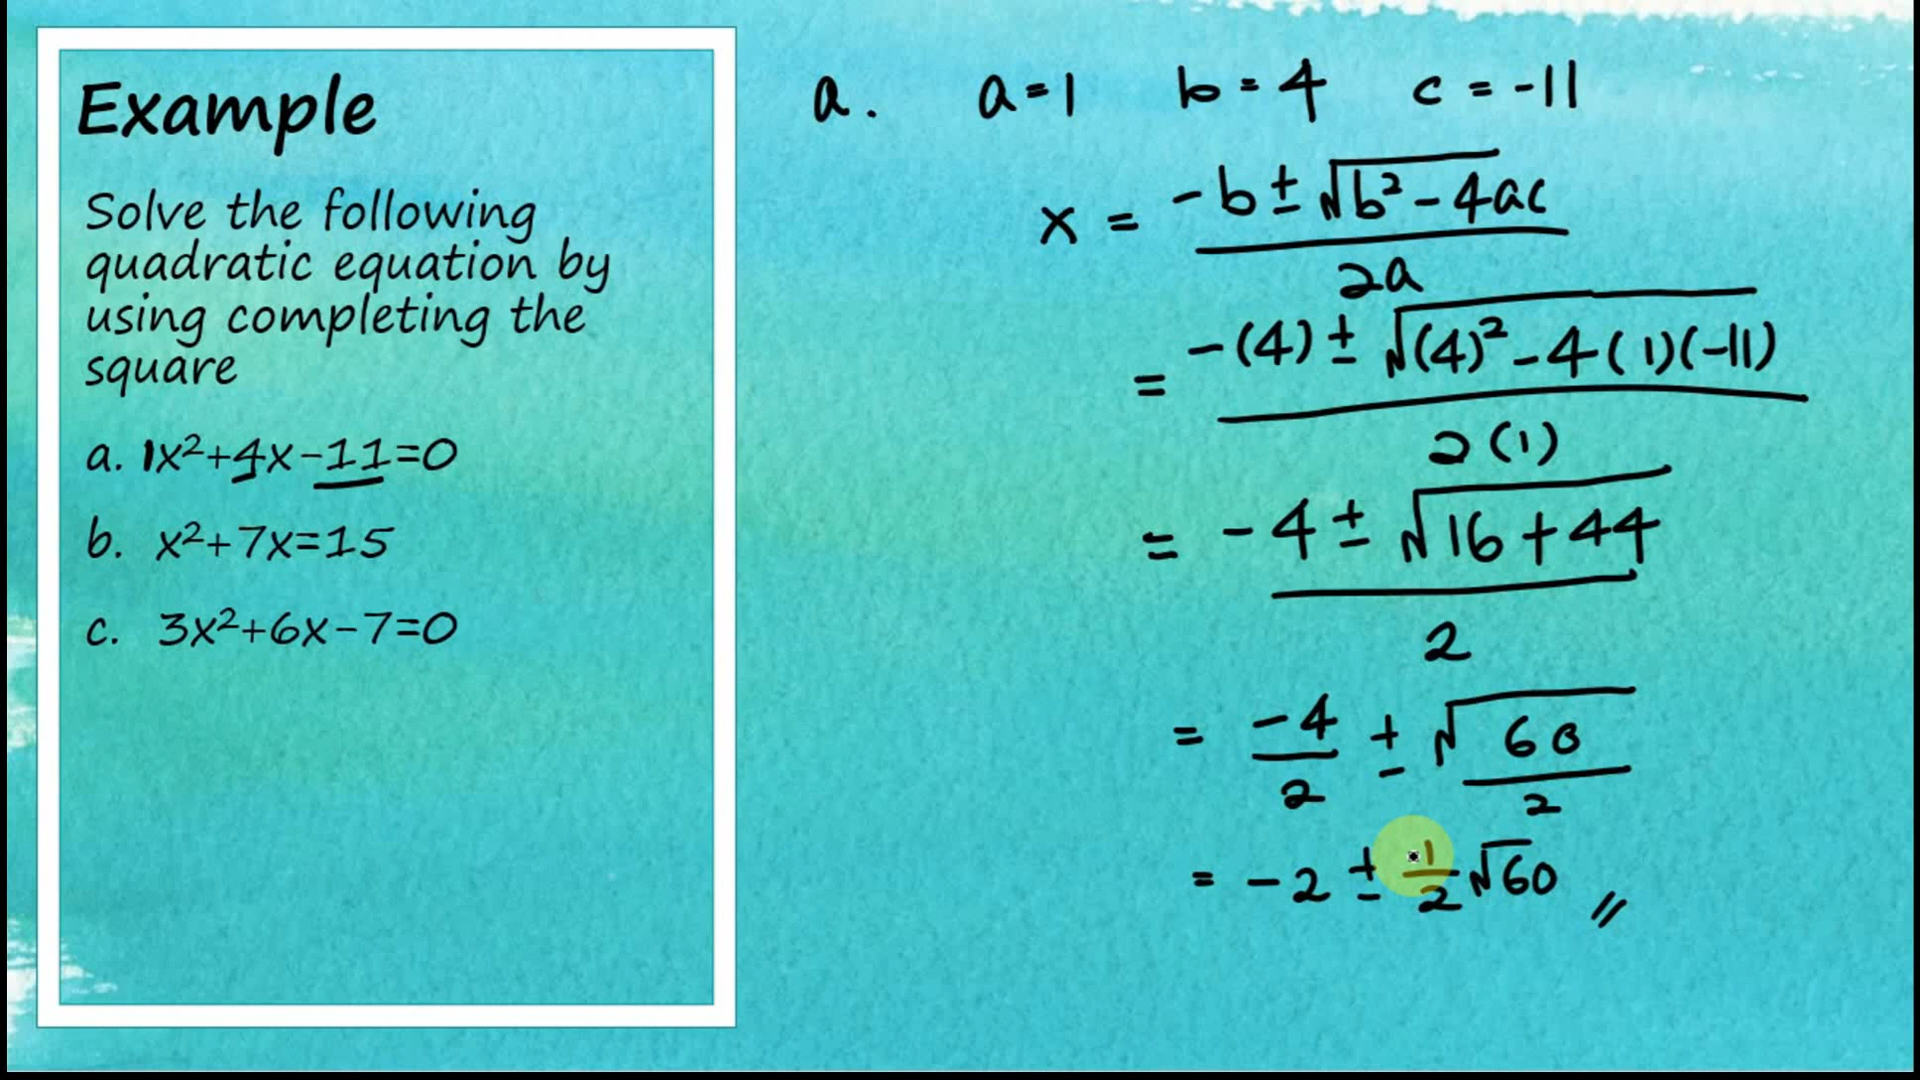 Example
Solve the following
quadratic equation by
using completing the
square
a. 1x²+4x-11=0
b. x²+7x=15
c. 3x²+6x-7=0
a. a=1 b=4 c=-11
x = -b±√b²-4ac
2a
= -(4)±√(4)²-4(1)(-11)
2(1)
= -4±√16+44
2
= -4/2 ± √60/2
= -2 ± 1/2 √60 //